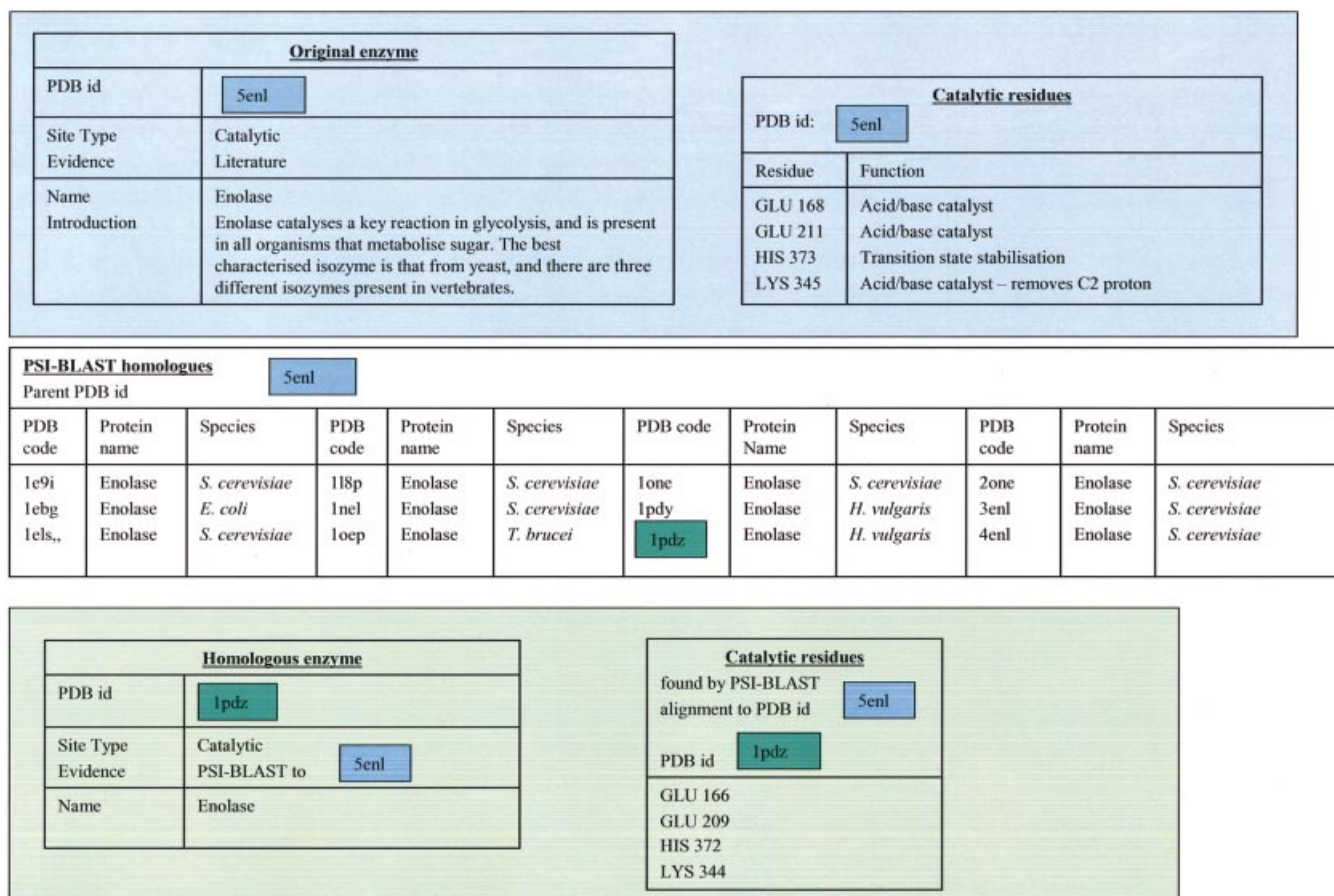 Original enzyme
PDB id 5enl
Site Type Catalytic
Evidence Literature
Name Enolase
Introduction Enolase catalyses a key reaction in glycolysis, and is present
in all organisms that metabolise sugar. The best
characterised isozyme is that from yeast, and there are three
different isozymes present in vertebrates.
Catalytic residues
PDB id: 5enl
Residue Function
GLU 168 Acid/base catalyst
GLU 211 Acid/base catalyst
HIS 373 Transition state stabilisation
LYS 345 Acid/base catalyst – removes C2 proton
PSI-BLAST homologues 5enl
Parent PDB id
PDB Protein Species PDB Protein Species PDB code Protein Species PDB Protein Species
code name code name Name code name
1e9i Enolase S. cerevisiae 1l8p Enolase S. cerevisiae 1one Enolase S. cerevisiae 2one Enolase S. cerevisiae
1ebg Enolase E. coli 1nel Enolase S. cerevisiae 1pdy Enolase H. vulgaris 3enl Enolase S. cerevisiae
1els,, Enolase S. cerevisiae 1oep Enolase T. brucei 1pdz Enolase H. vulgaris 4enl Enolase S. cerevisiae
Homologous enzyme
PDB id 1pdz
Site Type Catalytic
Evidence PSI-BLAST to 5enl
Name Enolase
Catalytic residues
found by PSI-BLAST
alignment to PDB id 5enl
PDB id 1pdz
GLU 166
GLU 209
HIS 372
LYS 344